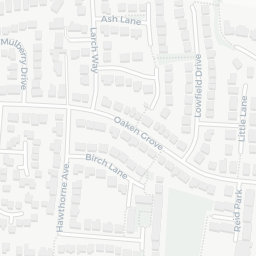 Ash Lane
Mulberry Drive
Larch Way
Lowfield Drive
Little Lane
Oaken Grove
Birch Lane
Hawthorne Ave
Reid Park